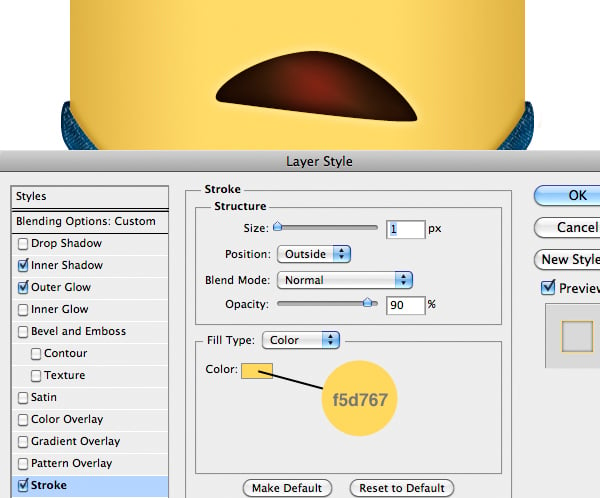 Layer Style
Styles
Blending Options: Custom
Drop Shadow
Inner Shadow
Outer Glow
Inner Glow
Bevel and Emboss
Contour
Texture
Satin
Color Overlay
Gradient Overlay
Pattern Overlay
Stroke
Stroke
Structure
Size: 1 px
Position: Outside
Blend Mode: Normal
Opacity: 90 %
Fill Type: Color
Color:
f5d767
Make Default Reset to Default
OK
Cancel
New Style
Preview